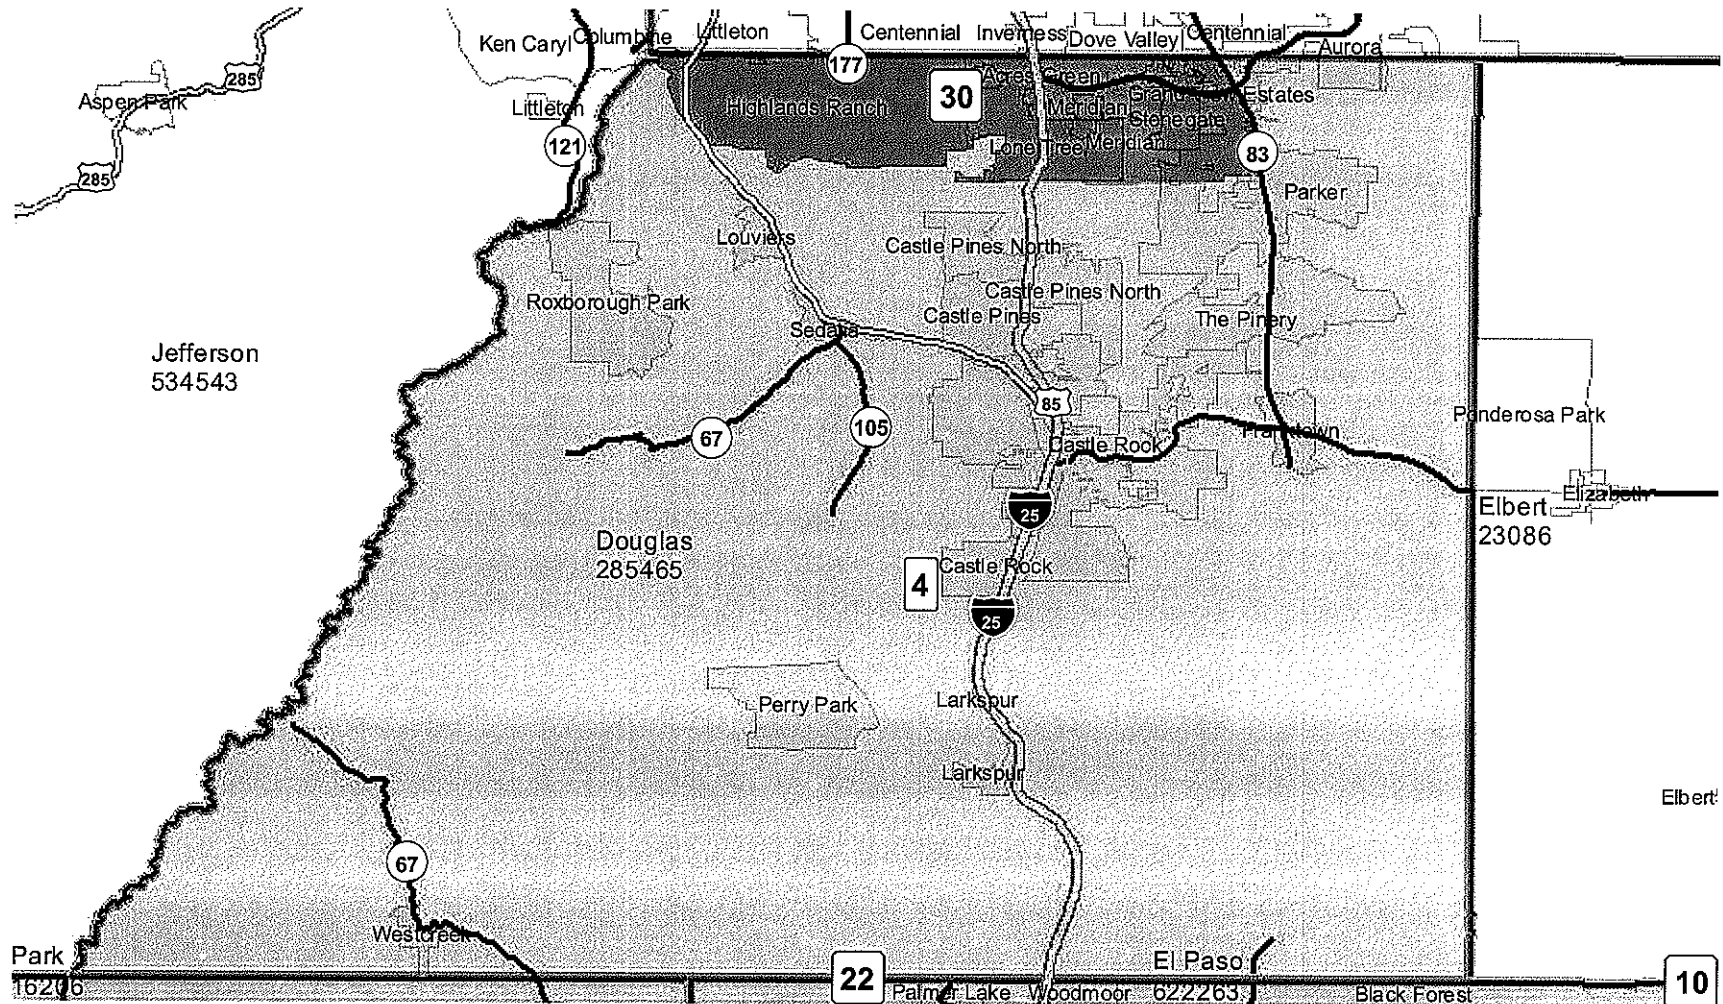 Ken Caryl
Columbine
Littleton
Centennial
Inverness
Dove Valley
Centennial
Aurora
285
Aspen Park
177
Acres Green
30
Highlands Ranch
Meridian
Estates
Stonegate
Littleton
121
Lone Tree
Meridian
83
285
Parker
Louviers
Castle Pines North
Roxborough Park
Castle Pines North
Castle Pines
The Pinery
Sedalia
Jefferson
534543
85
Ponderosa Park
67
105
Castle Rock
Franktown
Elizabeth
25
Elbert
23086
Douglas
285465
Castle Rock
4
25
Perry Park
Larkspur
Larkspur
Elbert
67
Westcreek
Park
16206
22
El Paso
622263
10
Palmer Lake
Woodmoor
Black Forest